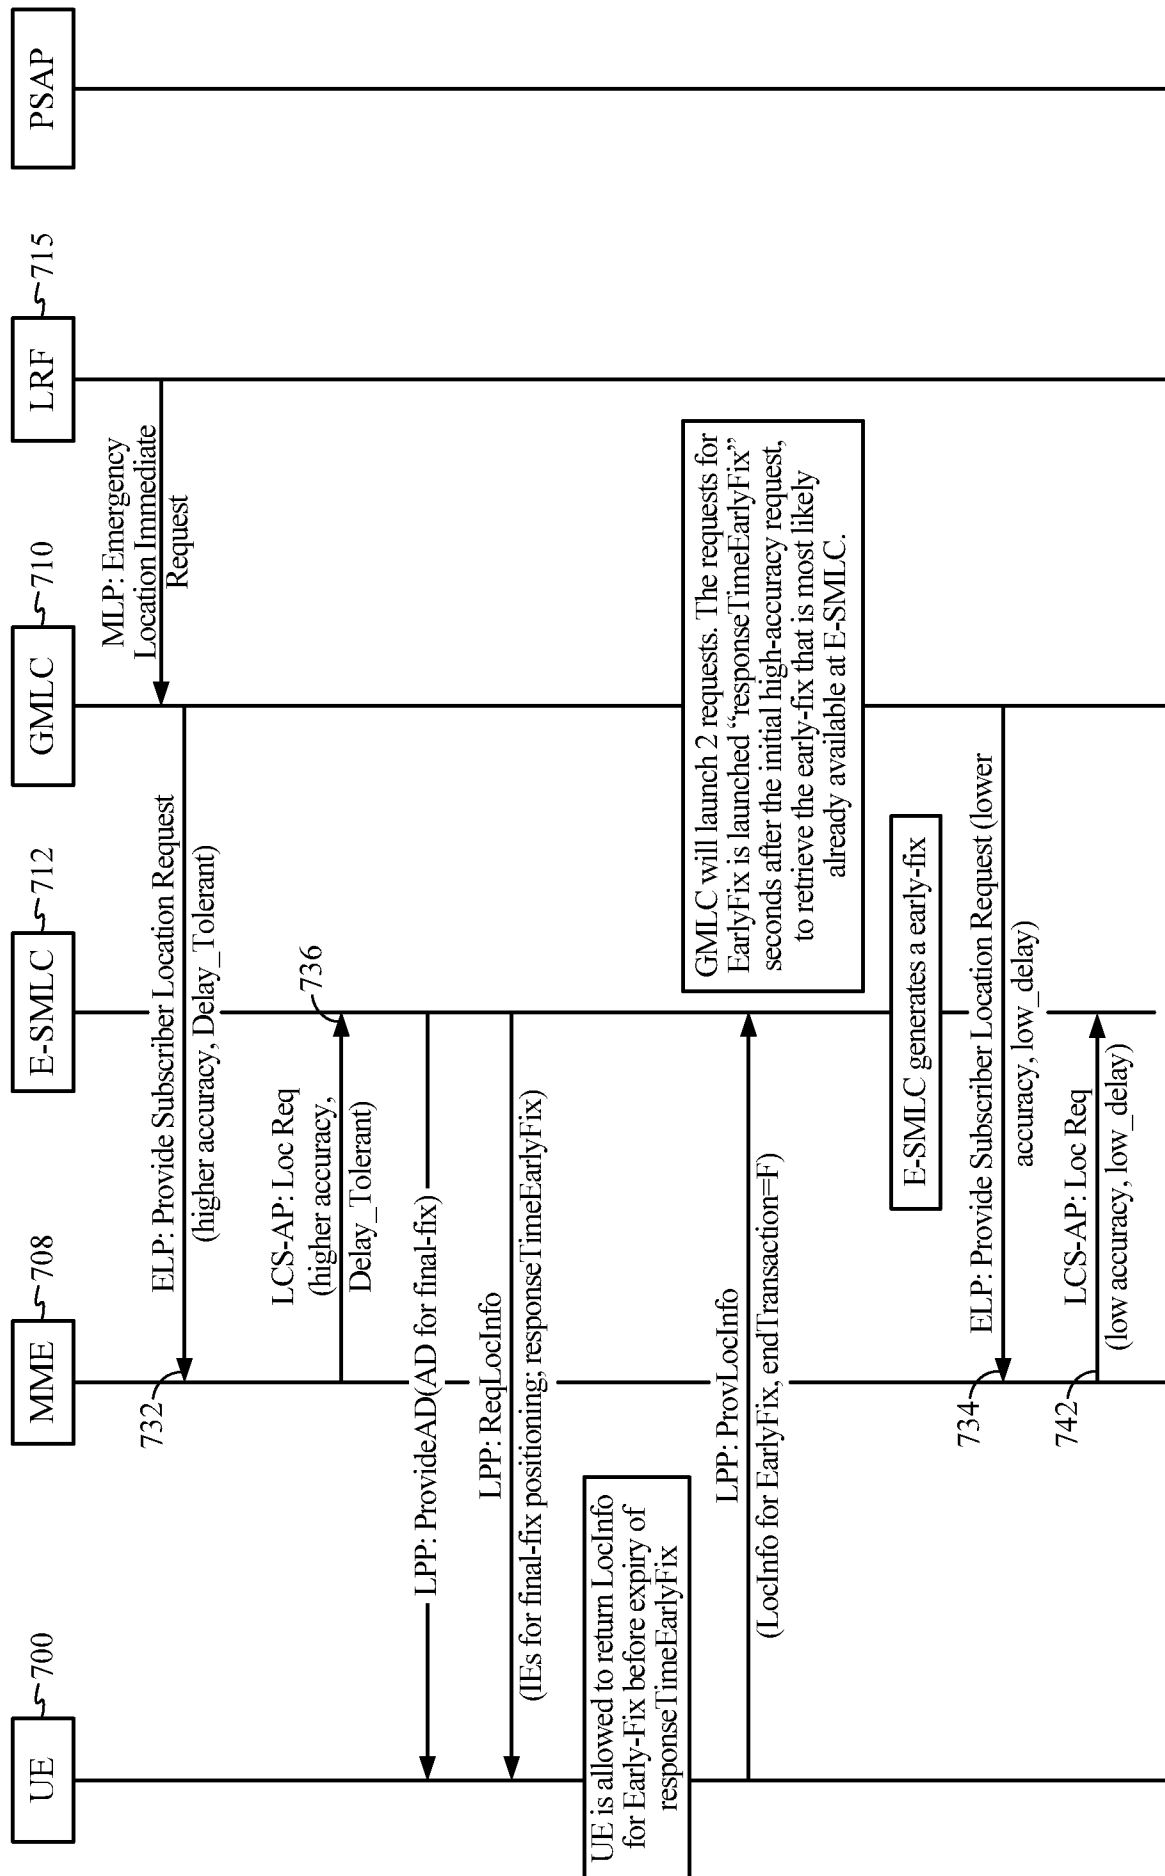 UE
700
MME
708
E-SMLC
712
GMLC
710
LRF
715
PSAP
MLP: Emergency
Location Immediate
Request
ELP: Provide Subscriber Location Request
(higher accuracy, Delay_Tolerant)
732
LCS-AP: Loc Req
(higher accuracy,
Delay_Tolerant)
736
LPP: ProvideAD(AD for final-fix)
LPP: ReqLocInfo
(IEs for final-fix positioning; responseTimeEarlyFix)
UE is allowed to return LocInfo
for Early-Fix before expiry of
responseTimeEarlyFix
LPP: ProvLocInfo
(LocInfo for EarlyFix, endTransaction=F)
GMLC will launch 2 requests. The requests for
EarlyFix is launched “responseTimeEarlyFix”
seconds after the initial high-accuracy request,
to retrieve the early-fix that is most likely
already available at E-SMLC.
E-SMLC generates a early-fix
ELP: Provide Subscriber Location Request (lower
accuracy, low_delay)
734
LCS-AP: Loc Req
(low accuracy, low_delay)
742